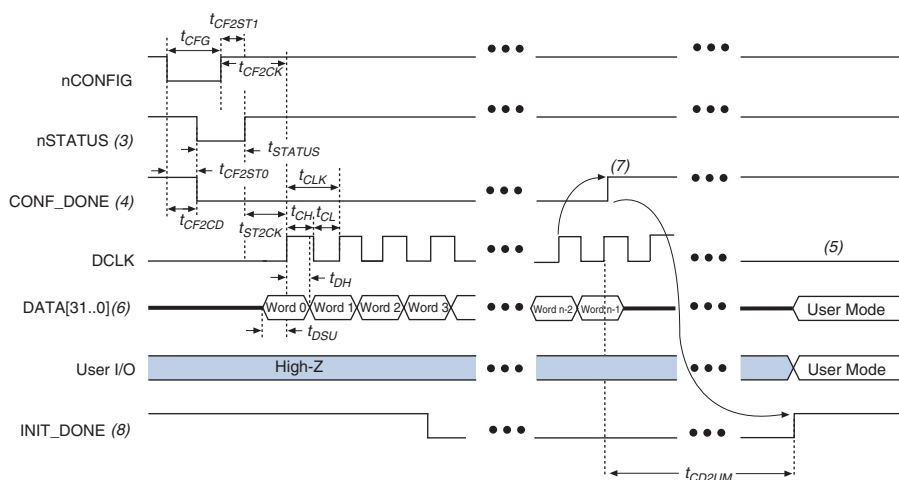 tCF2ST1
tCFG
nCONFIG
tCF2CK
nSTATUS (3)
tSTATUS
tCF2ST0
tCLK
(7)
CONF_DONE (4)
tCF2CD
tST2CK
tCH
tCL
DCLK
(5)
tDH
DATA[31..0](6)
Word 0
Word 1
Word 2
Word 3
Word n-2
Word n-1
User Mode
tDSU
User I/O
High-Z
User Mode
INIT_DONE (8)
tCD2UM